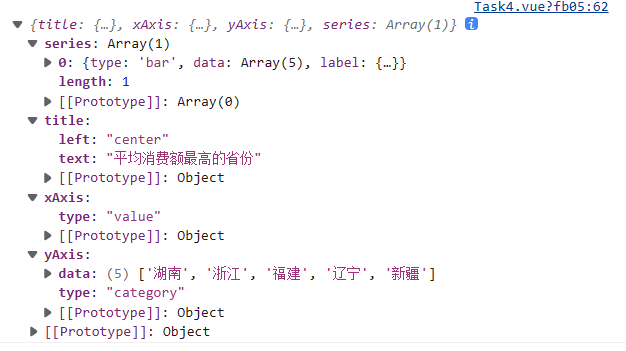 Task4.vue?fb05:62
{title: {…}, xAxis: {…}, yAxis: {…}, series: Array(1)} i
series: Array(1)
0: {type: 'bar', data: Array(5), label: {…}}
length: 1
[[Prototype]]: Array(0)
title:
left: "center"
text: "平均消费额最高的省份"
[[Prototype]]: Object
xAxis:
type: "value"
[[Prototype]]: Object
yAxis:
data: (5) ['湖南', '浙江', '福建', '辽宁', '新疆']
type: "category"
[[Prototype]]: Object
[[Prototype]]: Object